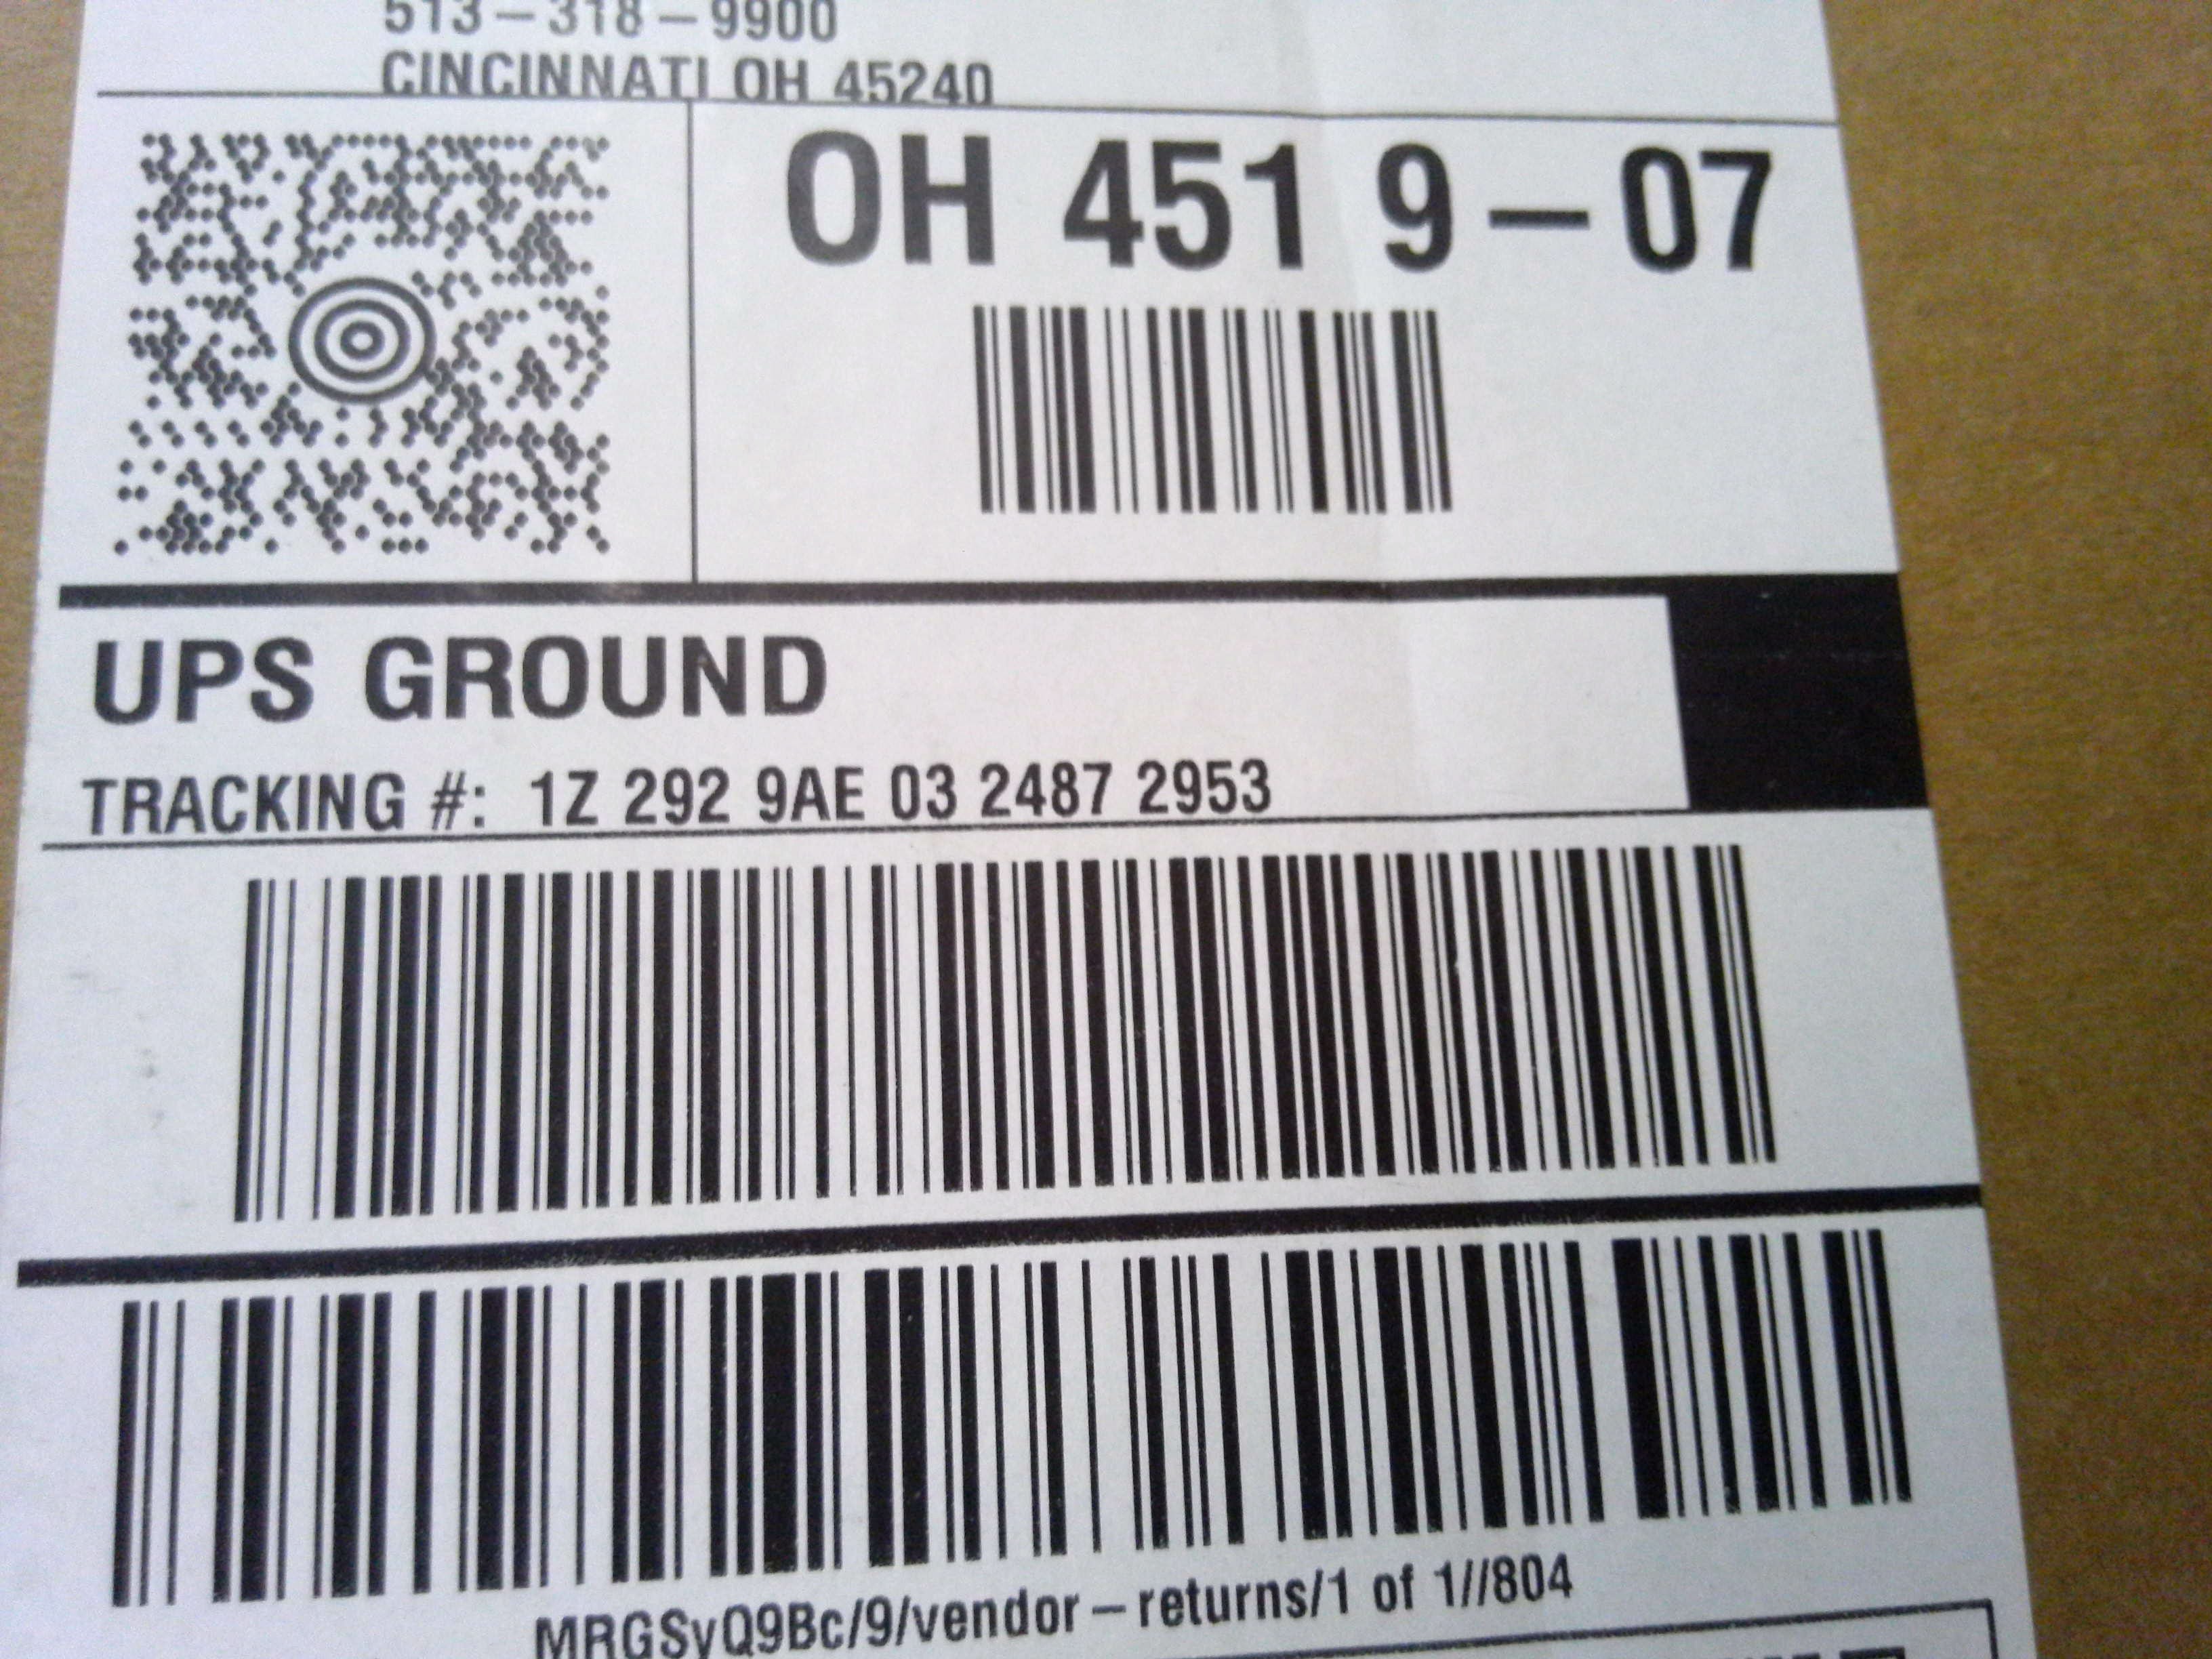 513-318-9900
CINCINNATI OH 45240
OH 451 9-07
UPS GROUND
TRACKING #: 1Z 292 9AE 03 2487 2953
MRGSyQ9Bc/9/vendor-returns/1 of 1//804